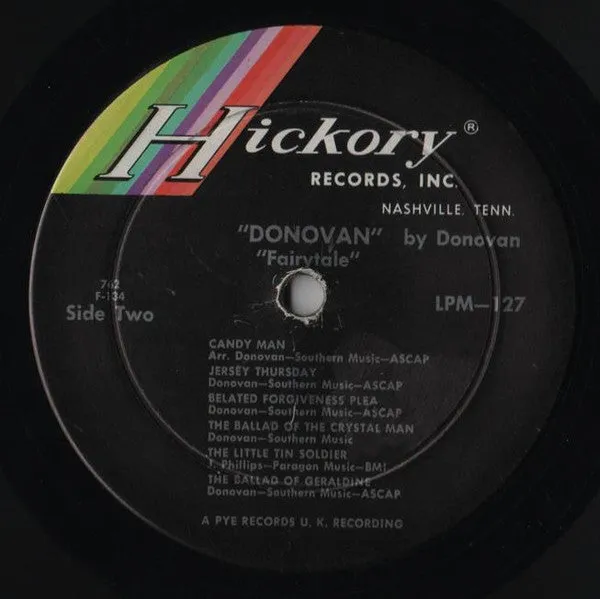 Hickory ®
RECORDS, INC.
NASHVILLE, TENN.
"DONOVAN" by Donovan
"Fairytale"
742
F-134
Side Two
LPM—127
CANDY MAN
Arr. Donovan—Southern Music—ASCAP
JERSEY THURSDAY
Donovan—Southern Music—ASCAP
BELATED FORGIVENESS PLEA
Donovan—Southern Music—ASCAP
THE BALLAD OF THE CRYSTAL MAN
Donovan—Southern Music
THE LITTLE TIN SOLDIER
J. Phillips—Paragon Music—BMI
THE BALLAD OF GERALDINE
Donovan—Southern Music—ASCAP
A PYE RECORDS U. K. RECORDING